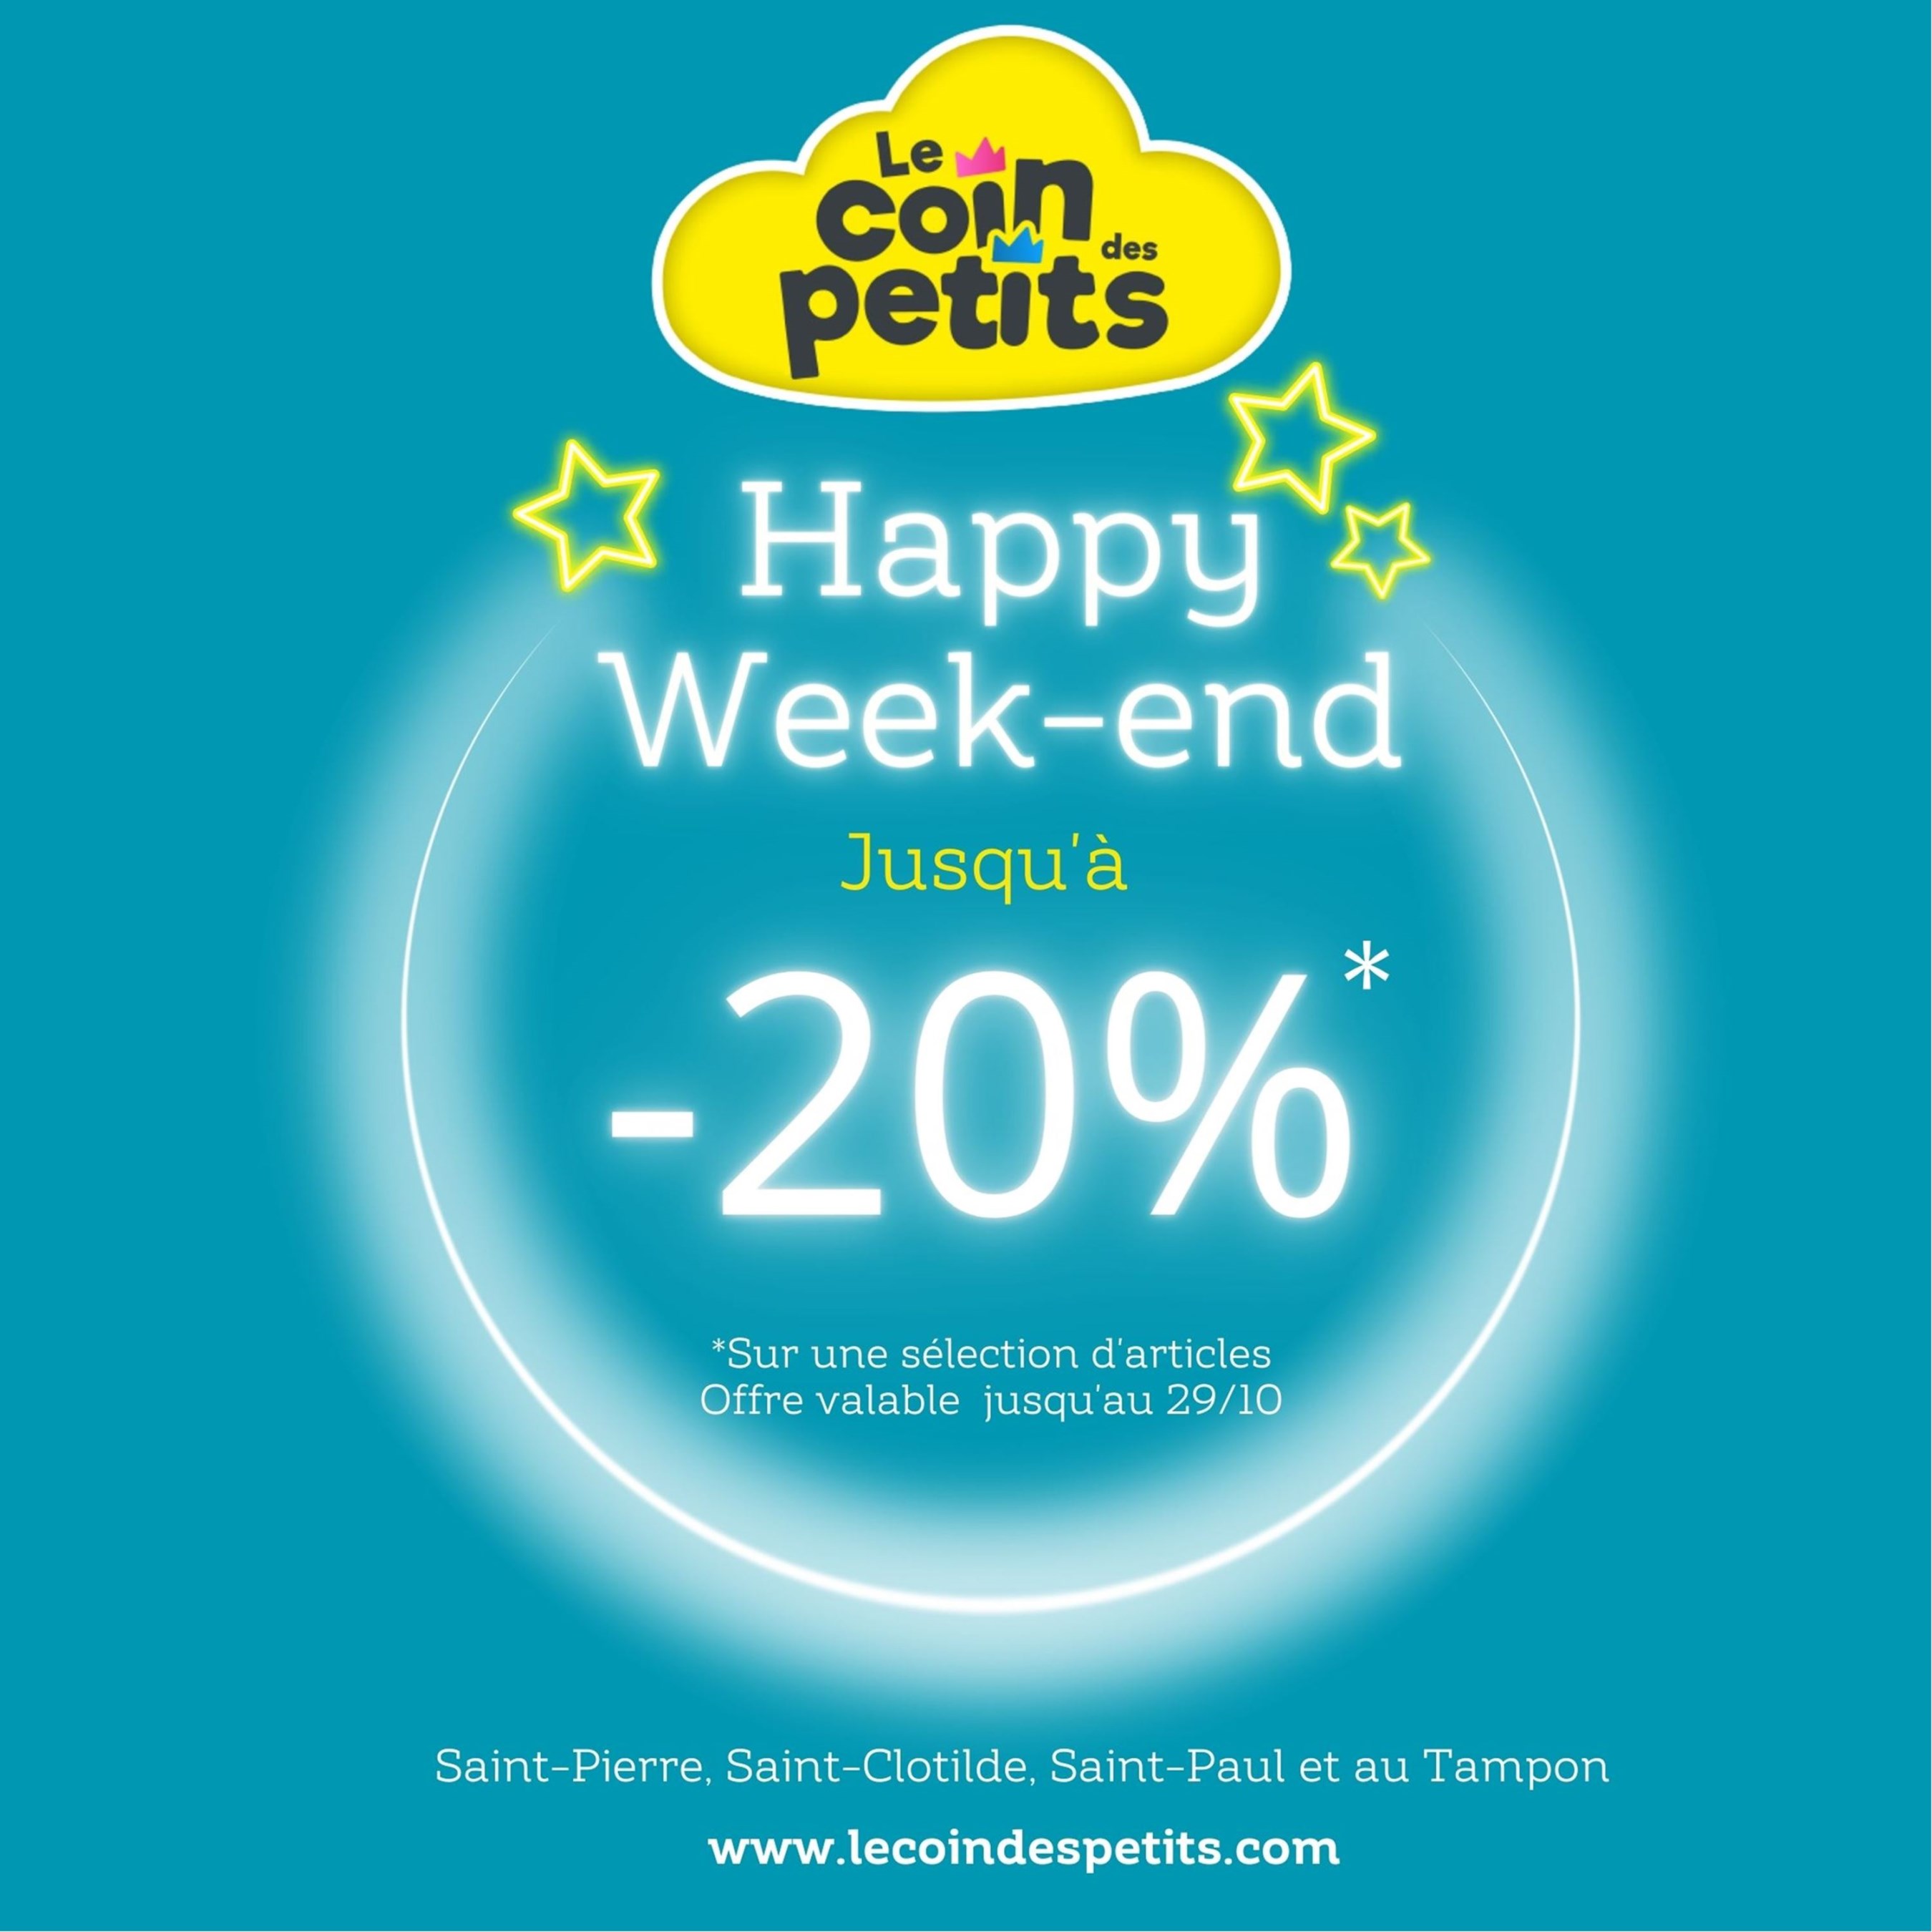 Le
coin
des
petits
Happy
Week-end
Jusqu'à
-20%*
*Sur une sélection d'articles
Offre valable jusqu'au 29/10
Saint-Pierre, Saint-Clotilde, Saint-Paul et au Tampon
www.lecoindespetits.com